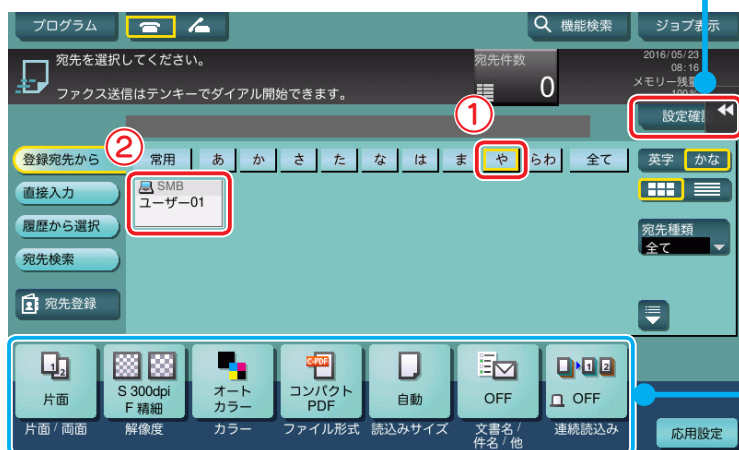 プログラム
機能検索
ジョブ表示
宛先を選択してください。
ファクス送信はテンキーでダイアル開始できます。
宛先件数
0
2016/05/23
08:16
メモリー残量
100%
設定確認
①
②
登録宛先から
常用 あ か さ た な は ま や らわ 全て
英字 かな
直接入力
SMB
ユーザー01
履歴から選択
宛先種類
全て
宛先検索
宛先登録
片面
S 300dpi
F 精細
オート
カラー
C-PDF
コンパクト
PDF
自動
OFF
OFF
片面 / 両面
解像度
カラー
ファイル形式
読込みサイズ
文書名 /
件名 / 他
連続読込み
応用設定